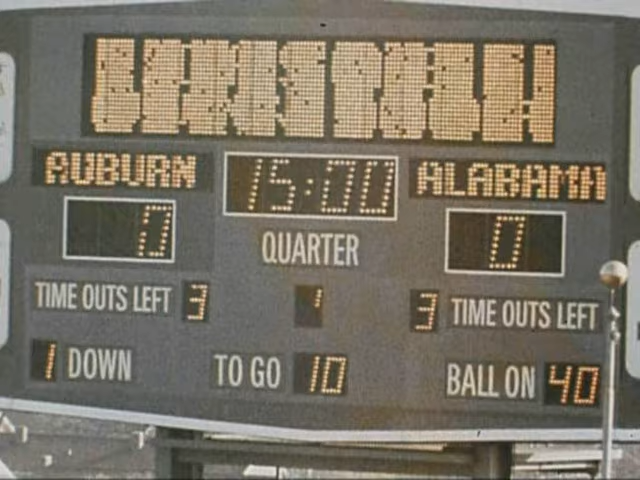 AUBURN 15:00 ALABAMA
0 QUARTER 0
TIME OUTS LEFT 3 1 3 TIME OUTS LEFT
1 DOWN TO GO 10 BALL ON 40